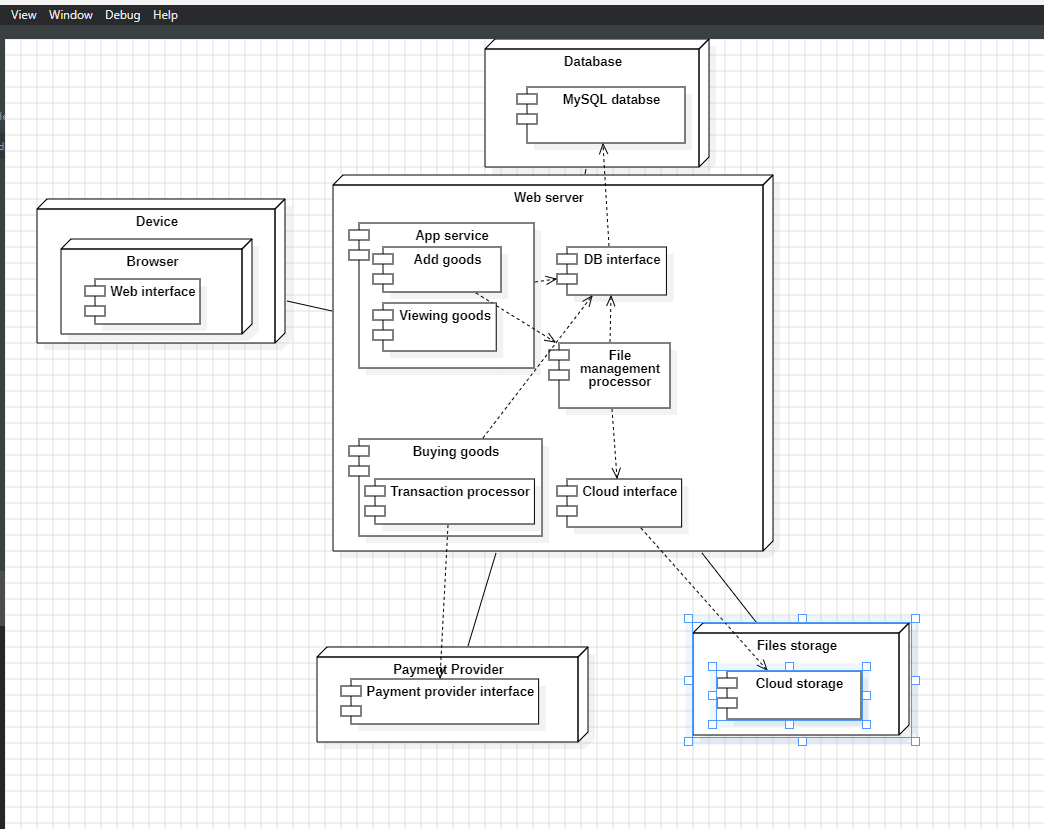 View Window Debug Help
Database
MySQL databse
Web server
Device
Browser
Web interface
App service
Add goods
Viewing goods
DB interface
File
management
processor
Buying goods
Transaction processor
Cloud interface
Payment Provider
Payment provider interface
Files storage
Cloud storage